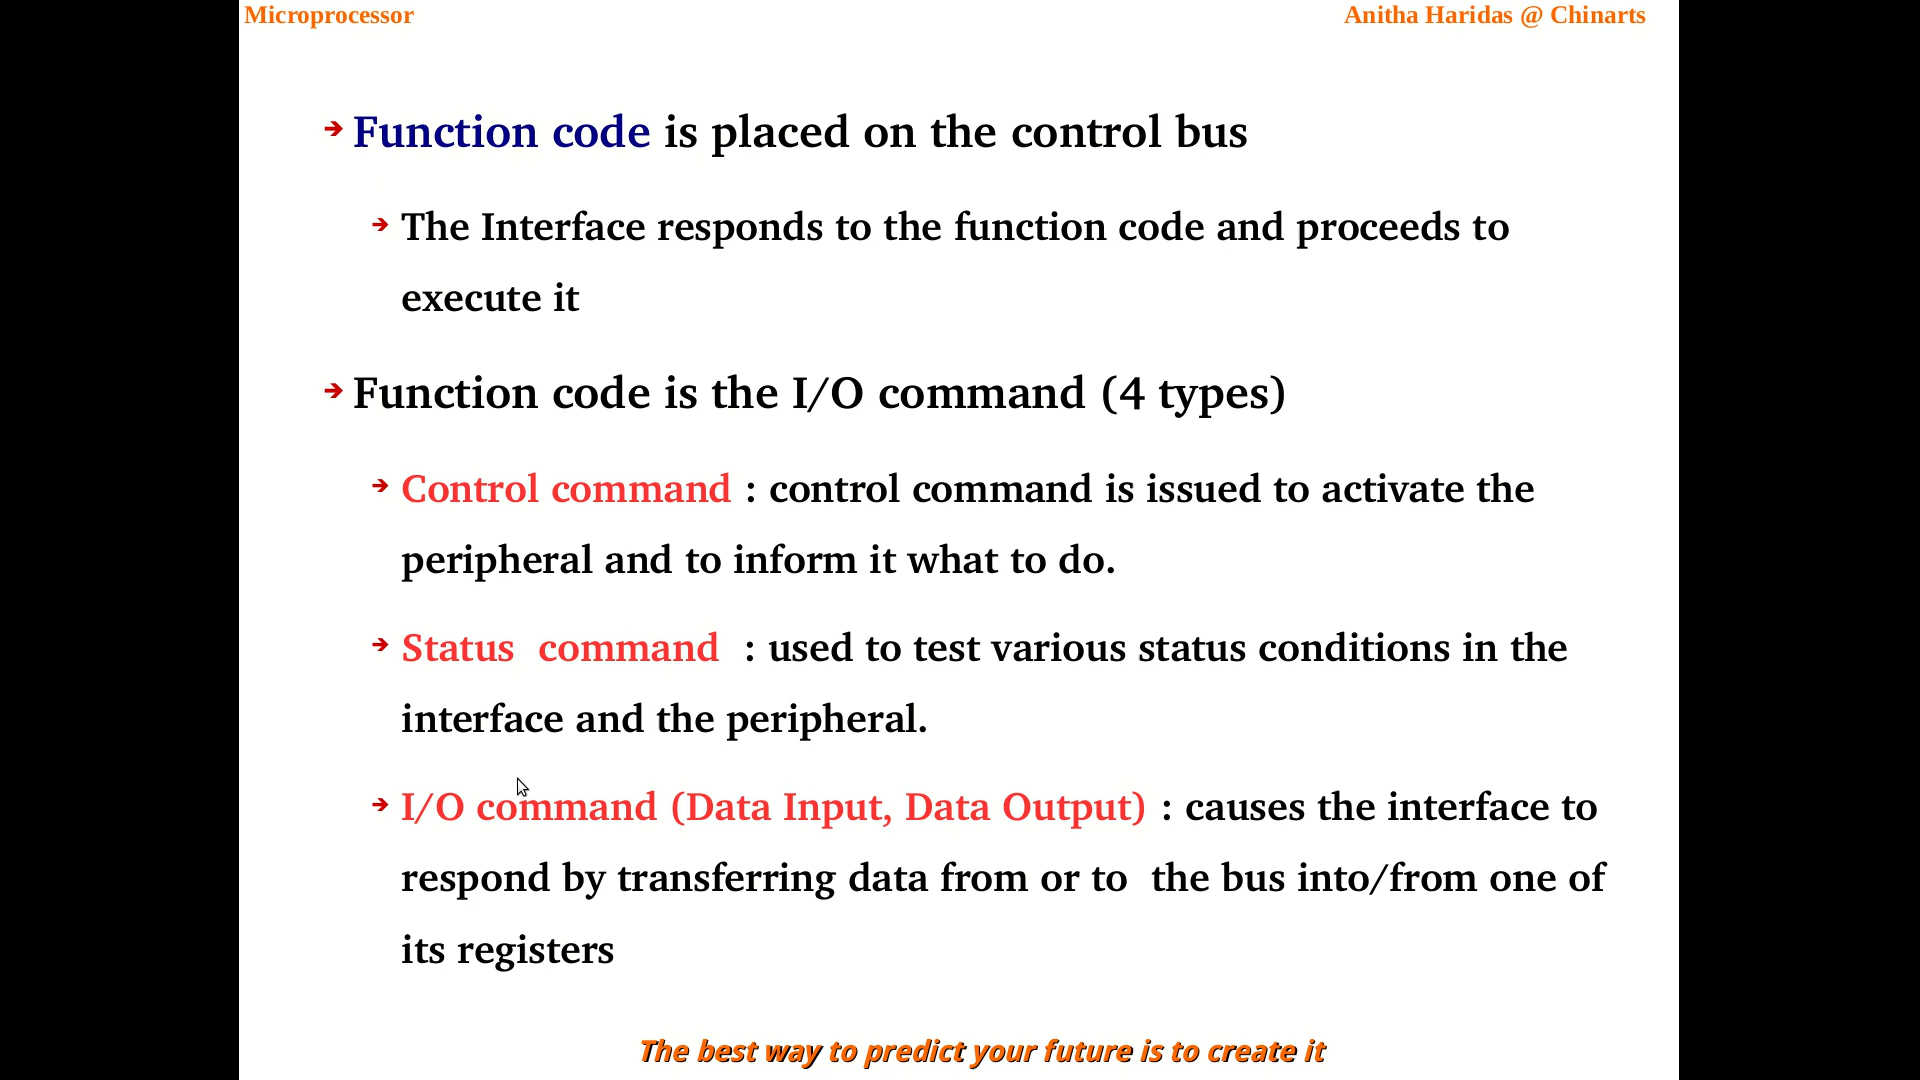 Microprocessor
Anitha Haridas @ Chinarts
➔ Function code is placed on the control bus
➔ The Interface responds to the function code and proceeds to
execute it
➔ Function code is the I/O command (4 types)
➔ Control command : control command is issued to activate the
peripheral and to inform it what to do.
➔ Status command : used to test various status conditions in the
interface and the peripheral.
➔ I/O command (Data Input, Data Output) : causes the interface to
respond by transferring data from or to the bus into/from one of
its registers
The best way to predict your future is to create it